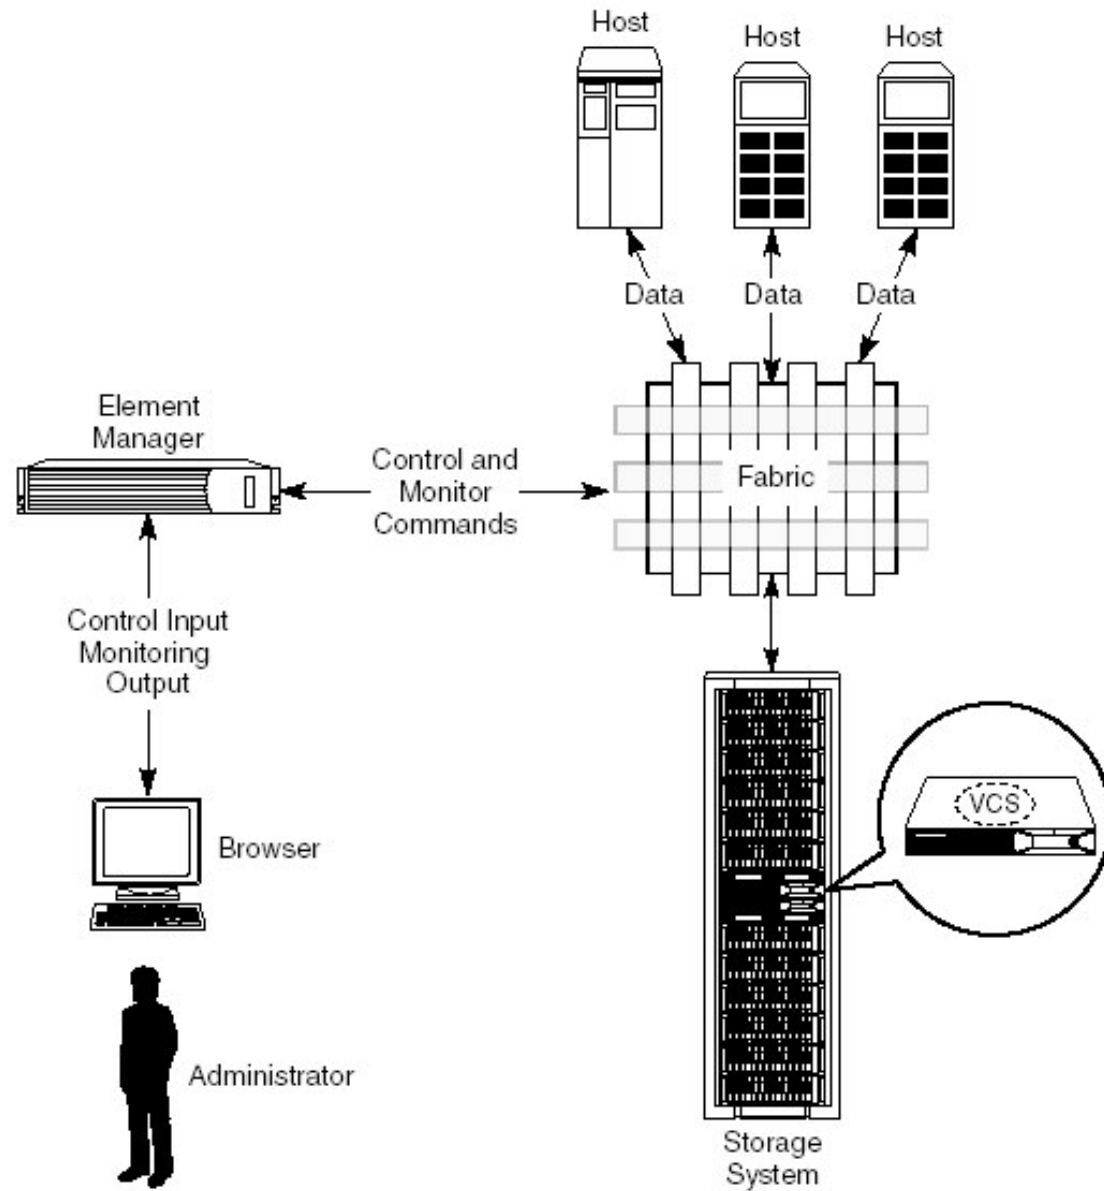 Host
Host
Host
Data
Data
Data
Element
Manager
Control and
Monitor
Commands
Fabric
Control Input
Monitoring
Output
VCS
Browser
Administrator
Storage
System